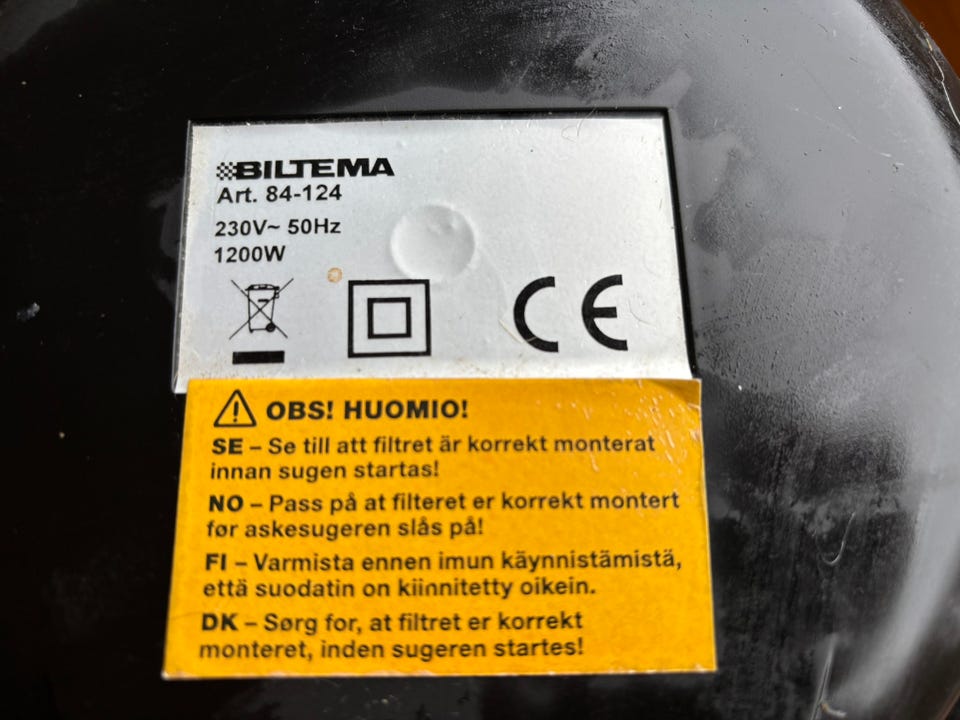 BILTEMA
Art. 84-124
230V~ 50Hz
1200W
CE
OBS! HUOMIO!
SE – Se till att filtret är korrekt monterat
innan sugen startas!
NO – Pass på at filteret er korrekt montert
før askesugeren slås på!
FI – Varmista ennen imun käynnistämistä,
että suodatin on kiinnitetty oikein.
DK – Sørg for, at filtret er korrekt
monteret, inden sugeren startes!